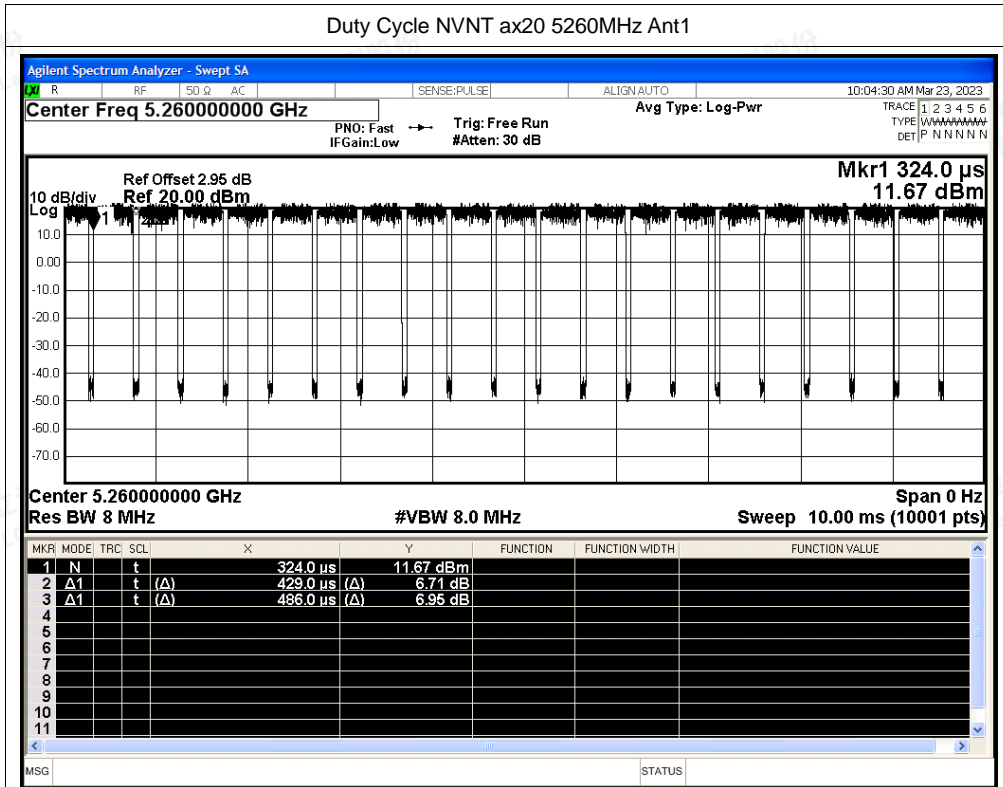 Duty Cycle NVNT ax20 5260MHz Ant1
Agilent Spectrum Analyzer - Swept SA
LXI R RF 50 Ω AC SENSE:PULSE ALIGN AUTO 10:04:30 AM Mar 23, 2023
Center Freq 5.260000000 GHz Avg Type: Log-Pwr TRACE 1 2 3 4 5 6
PNO: Fast Trig: Free Run TYPE WWWWWW
IFGain:Low #Atten: 30 dB DET P N N N N N
Mkr1 324.0 µs
Ref Offset 2.95 dB
10 dB/div Ref 20.00 dBm 11.67 dBm
Log
1
10.0
0.00
-10.0
-20.0
-30.0
-40.0
-50.0
-60.0
-70.0
Center 5.260000000 GHz Span 0 Hz
Res BW 8 MHz #VBW 8.0 MHz Sweep 10.00 ms (10001 pts)
MKR MODE TRC SCL X Y FUNCTION FUNCTION WIDTH FUNCTION VALUE
1 N t 324.0 µs 11.67 dBm
2 Δ1 t (Δ) 429.0 µs (Δ) 6.71 dB
3 Δ1 t (Δ) 486.0 µs (Δ) 6.95 dB
4
5
6
7
8
9
10
11
MSG STATUS